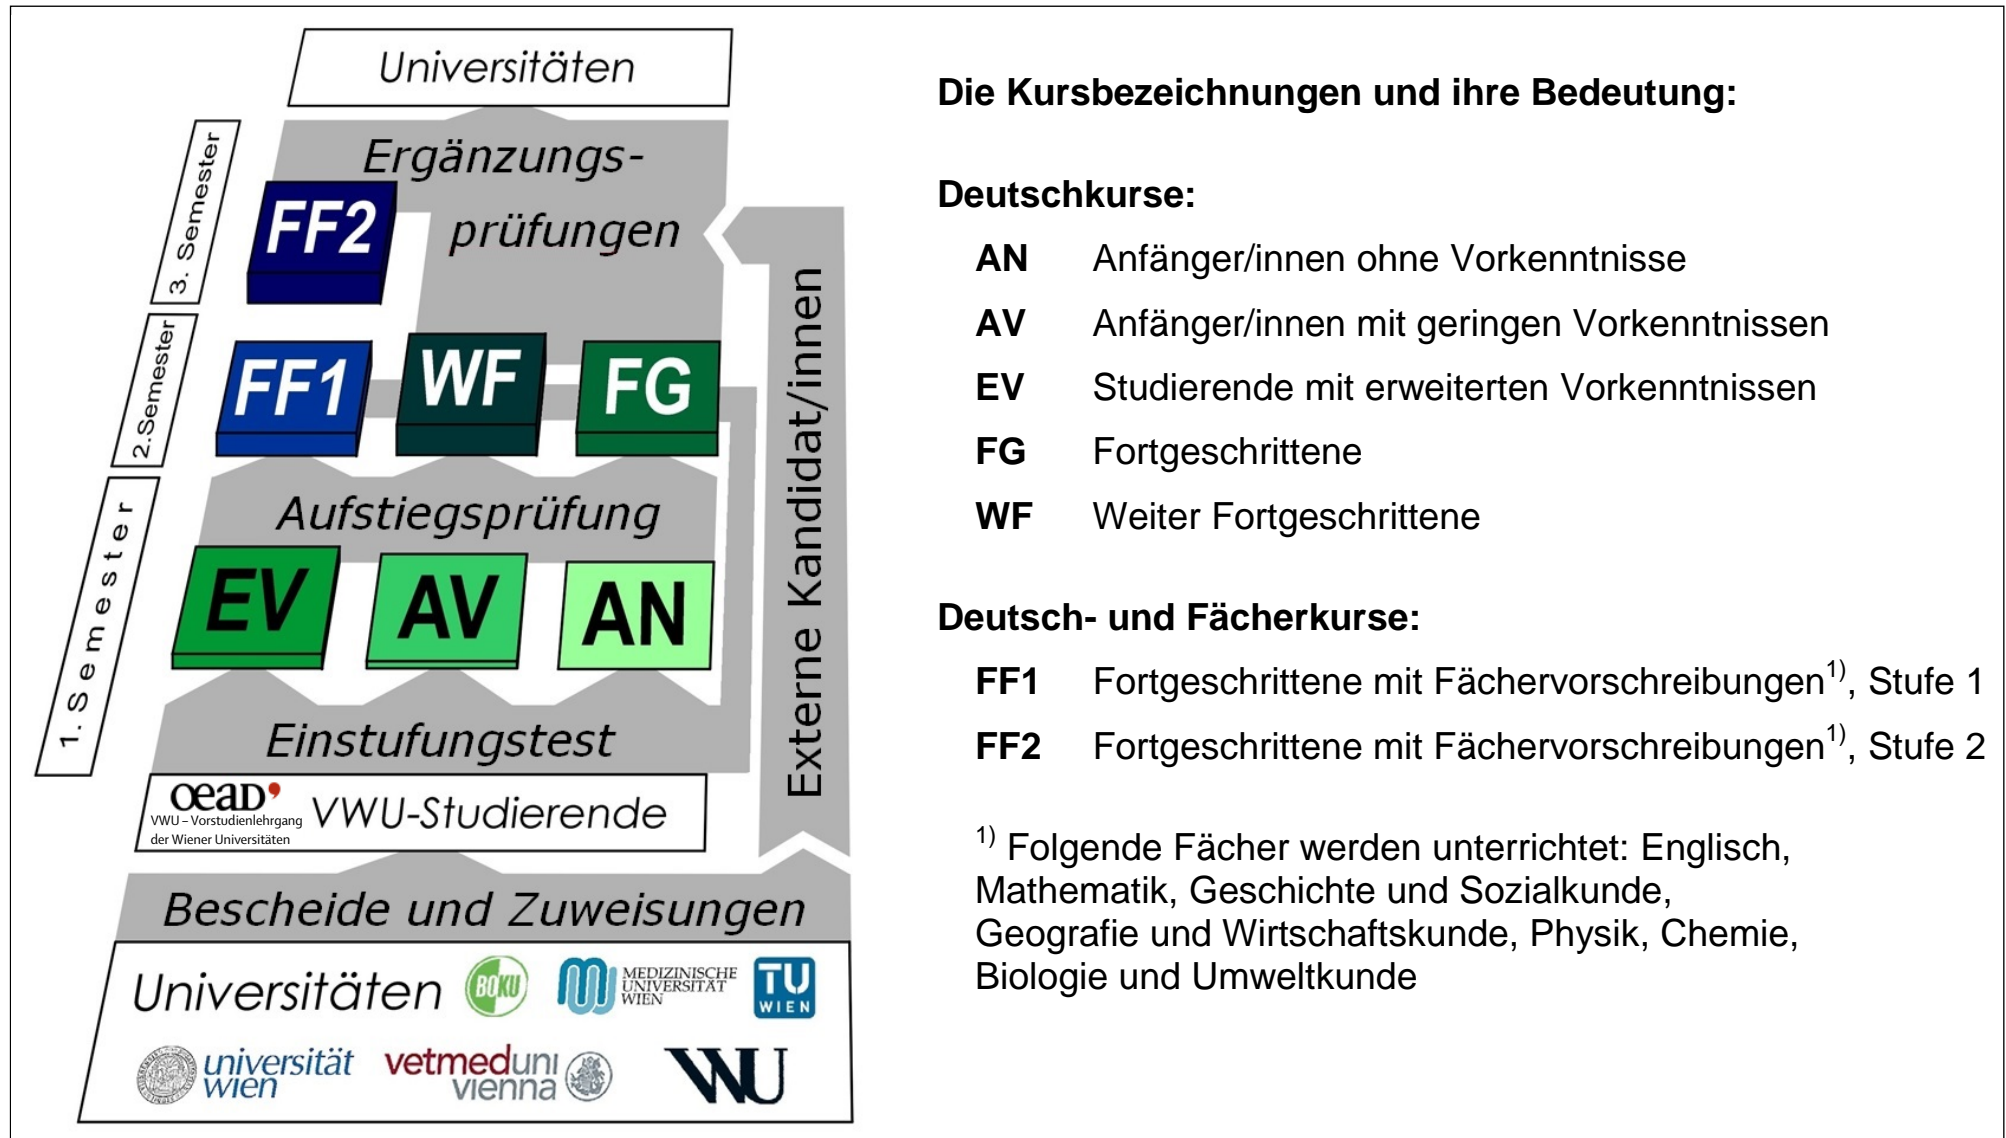 Universitäten
3. Semester
Ergänzungs-
prüfungen
FF2
2.Semester
FF1
WF
FG
Externe Kandidat/innen
1. Semester
Aufstiegsprüfung
EV
AV
AN
Einstufungstest
OeAD'
VWU – Vorstudienlehrgang
der Wiener Universitäten
VWU-Studierende
Bescheide und Zuweisungen
Universitäten
BOKU
MEDIZINISCHE
UNIVERSITÄT
WIEN
TU
WIEN
universität
wien
vetmeduni
vienna
WU
Die Kursbezeichnungen und ihre Bedeutung:
Deutschkurse:
AN Anfänger/innen ohne Vorkenntnisse
AV Anfänger/innen mit geringen Vorkenntnissen
EV Studierende mit erweiterten Vorkenntnissen
FG Fortgeschrittene
WF Weiter Fortgeschrittene
Deutsch- und Fächerkurse:
FF1 Fortgeschrittene mit Fächervorschreibungen1), Stufe 1
FF2 Fortgeschrittene mit Fächervorschreibungen1), Stufe 2
1) Folgende Fächer werden unterrichtet: Englisch,
Mathematik, Geschichte und Sozialkunde,
Geografie und Wirtschaftskunde, Physik, Chemie,
Biologie und Umweltkunde